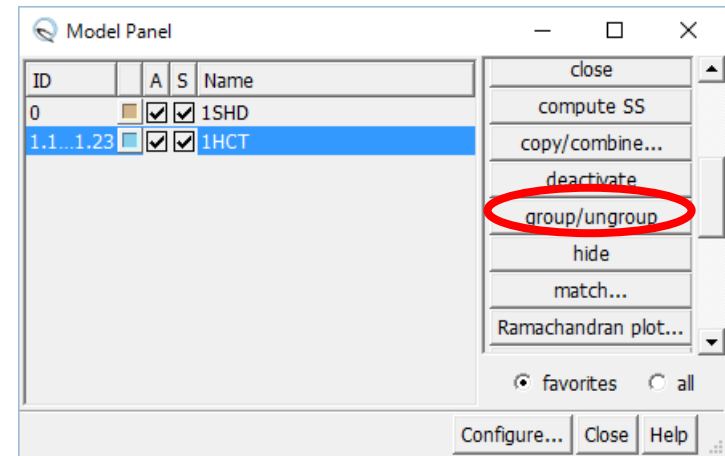 Model Panel
ID A S Name
0 1SHD
1.1...1.23 1HCT
close
compute SS
copy/combine...
deactivate
group/ungroup
hide
match...
Ramachandran plot...
favorites all
Configure... Close Help